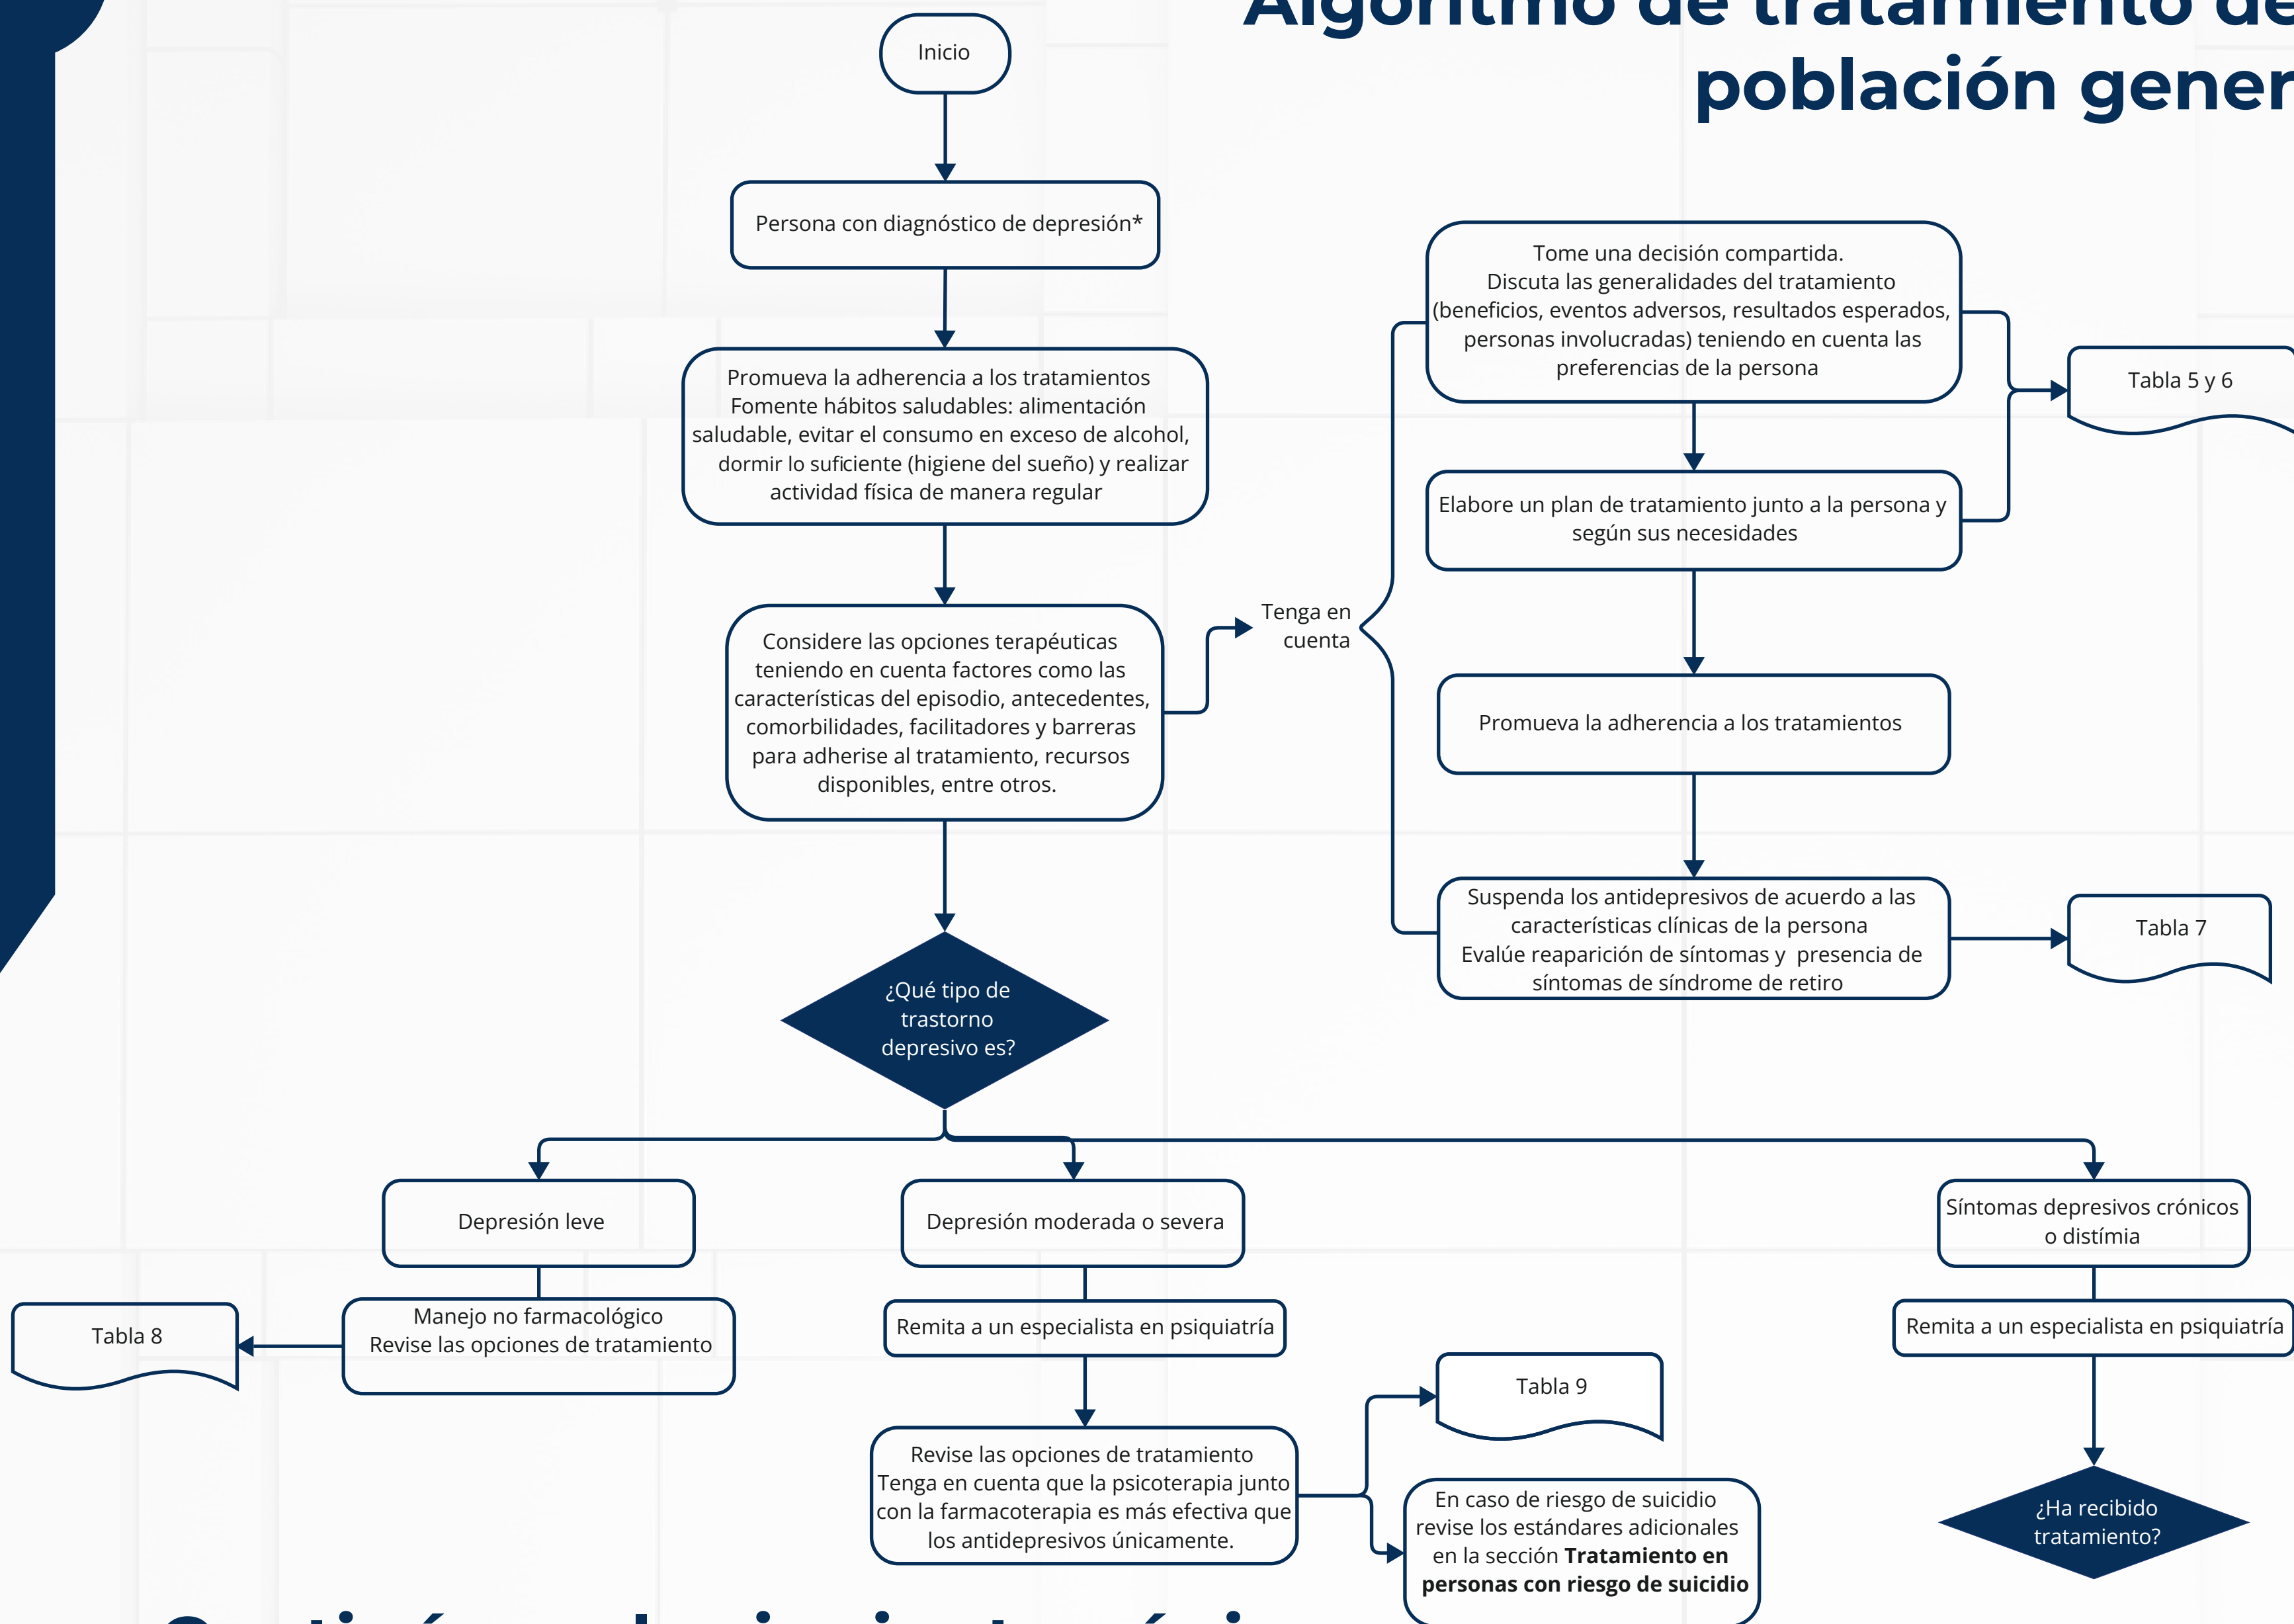 Algoritmo de tratamiento de
población gener
Inicio
Persona con diagnóstico de depresión*
Promueva la adherencia a los tratamientos
Fomente hábitos saludables: alimentación
saludable, evitar el consumo en exceso de alcohol,
dormir lo suficiente (higiene del sueño) y realizar
actividad física de manera regular
Considere las opciones terapéuticas
teniendo en cuenta factores como las
características del episodio, antecedentes,
comorbilidades, facilitadores y barreras
para adherise al tratamiento, recursos
disponibles, entre otros.
Tenga en
cuenta
Tome una decisión compartida.
Discuta las generalidades del tratamiento
(beneficios, eventos adversos, resultados esperados,
personas involucradas) teniendo en cuenta las
preferencias de la persona
Tabla 5 y 6
Elabore un plan de tratamiento junto a la persona y
según sus necesidades
Promueva la adherencia a los tratamientos
Suspenda los antidepresivos de acuerdo a las
características clínicas de la persona
Evalúe reaparición de síntomas y  presencia de
síntomas de síndrome de retiro
Tabla 7
¿Qué tipo de
trastorno
depresivo es?
Depresión leve
Manejo no farmacológico
Revise las opciones de tratamiento
Tabla 8
Depresión moderada o severa
Remita a un especialista en psiquiatría
Revise las opciones de tratamiento
Tenga en cuenta que la psicoterapia junto
con la farmacoterapia es más efectiva que
los antidepresivos únicamente.
Tabla 9
En caso de riesgo de suicidio
revise los estándares adicionales
en la sección Tratamiento en
personas con riesgo de suicidio
Síntomas depresivos crónicos
o distímia
Remita a un especialista en psiquiatría
¿Ha recibido
tratamiento?